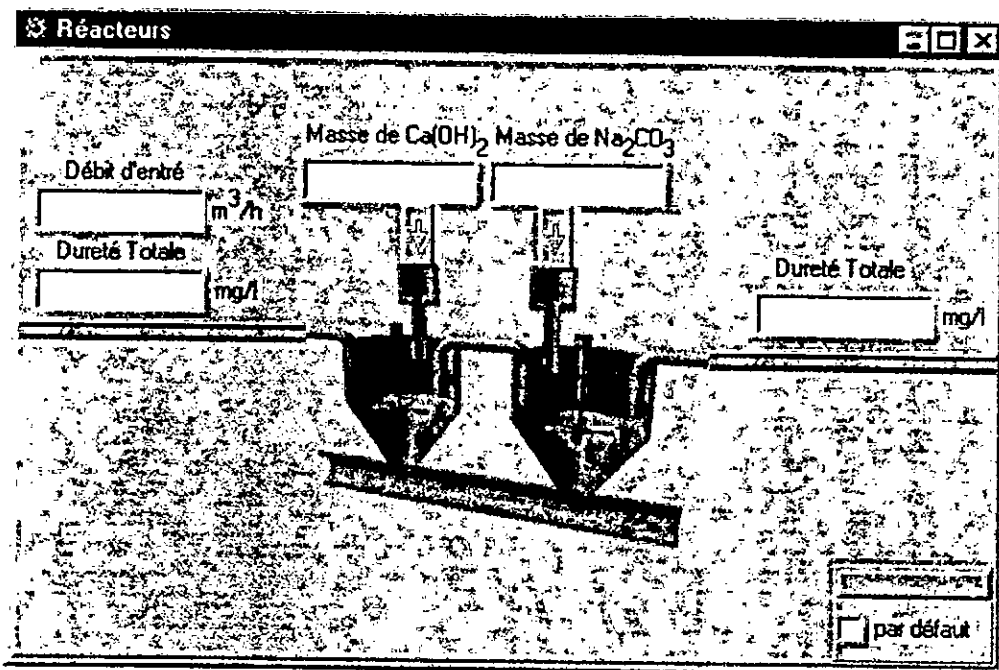 Réacteurs
Masse de Ca(OH)2 Masse de Na2CO3
Débit d'entré
m3/h
Dureté Totale
mg/l
Dureté Totale
mg/l
par défaut